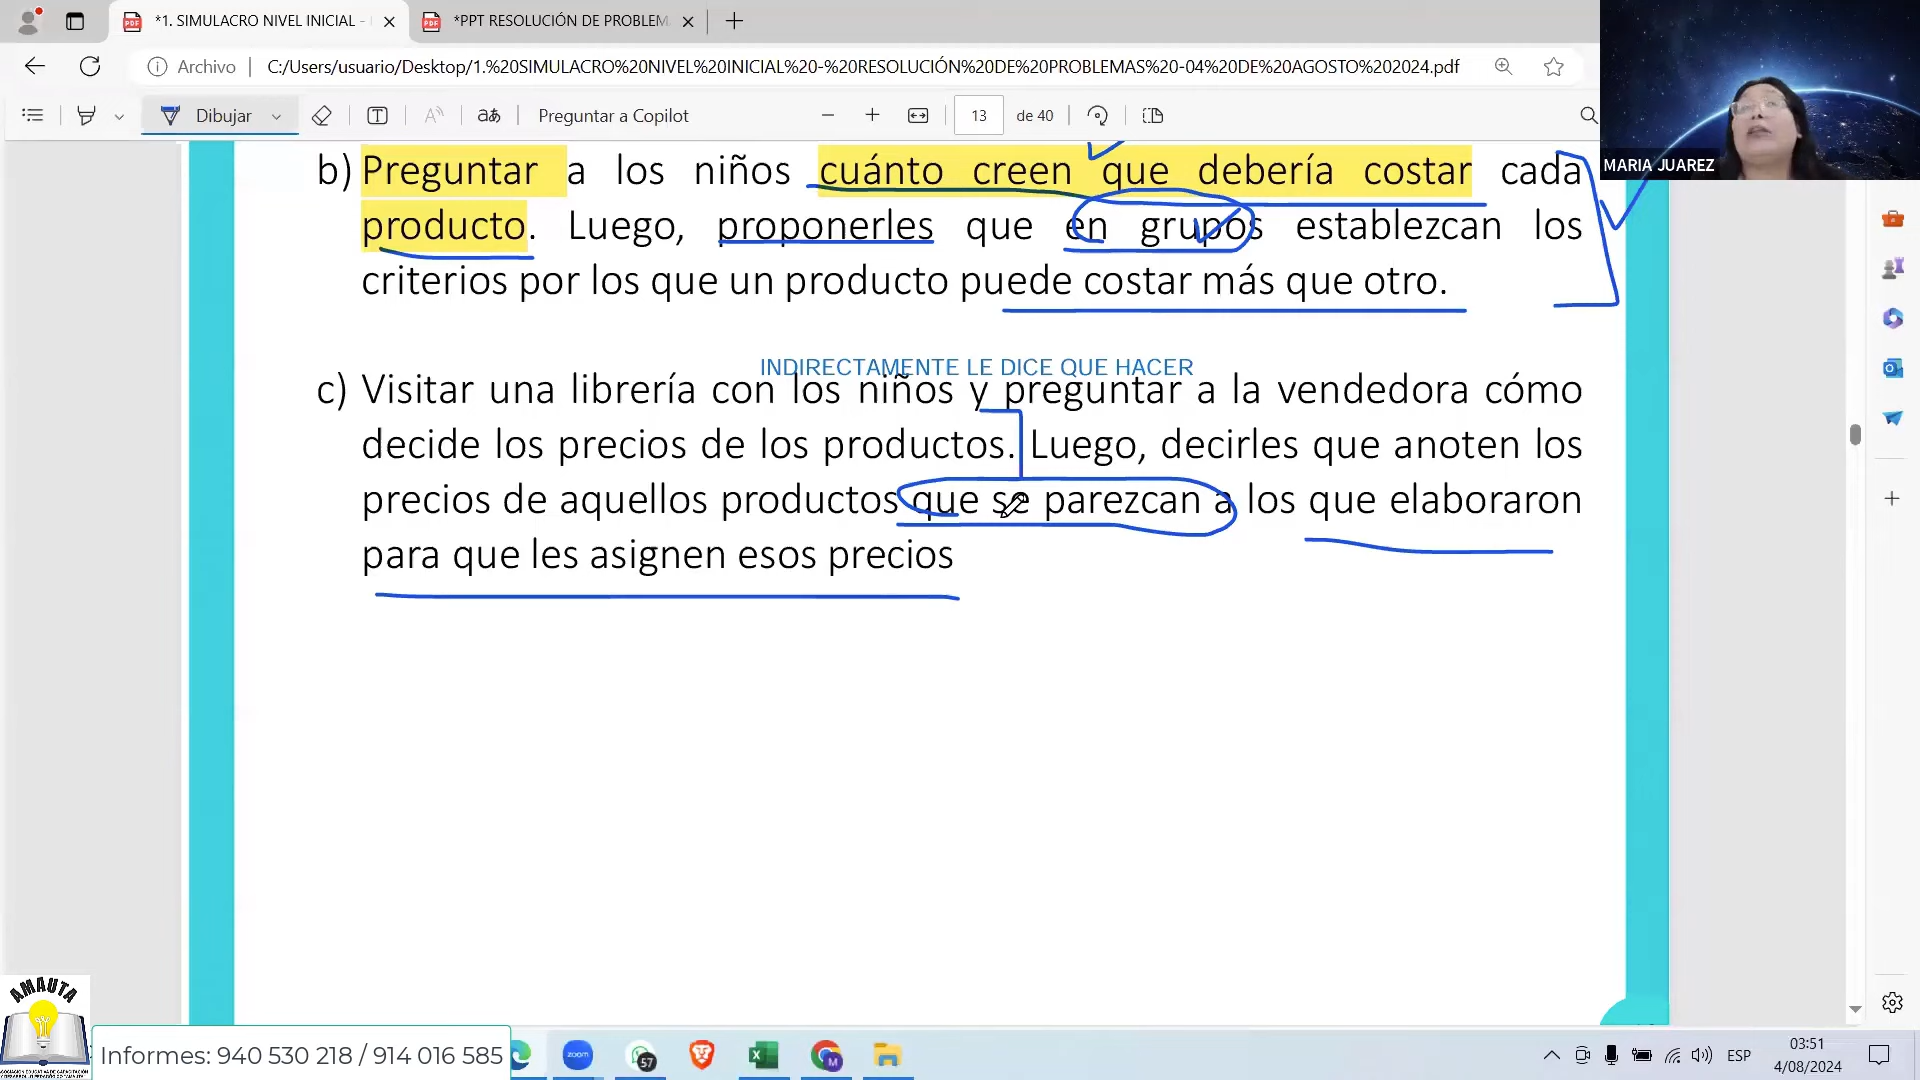 *1. SIMULACRO NIVEL INICIAL -
*PPT RESOLUCIÓN DE PROBLEM
Archivo
C:/Users/usuario/Desktop/1.%20SIMULACRO%20NIVEL%20INICIAL%20-%20RESOLUCIÓN%20DE%20PROBLEMAS%20-04%20DE%20AGOSTO%202024.pdf
Dibujar
Preguntar a Copilot
13
de 40
MARIA JUAREZ
b) Preguntar a los niños cuánto creen que debería costar cada
producto. Luego, proponerles que en grupos establezcan los
criterios por los que un producto puede costar más que otro.
INDIRECTAMENTE LE DICE QUE HACER
c) Visitar una librería con los niños y preguntar a la vendedora cómo
decide los precios de los productos. Luego, decirles que anoten los
precios de aquellos productos que se parezcan a los que elaboraron
para que les asignen esos precios
AMAUTA
Informes: 940 530 218 / 914 016 585
zoom
57
M
ESP
03:51
4/08/2024